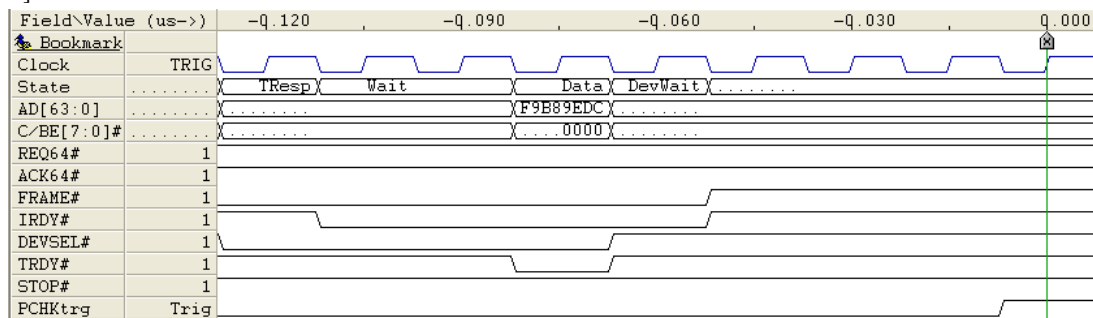 Field\Value (us->) -0.120 -0.090 -0.060 -0.030 0.000
Bookmark
Clock TRIG
State ........ TResp Wait Data DevWait ........
AD[63:0] ........ ........ F9B89EDC ........
C/BE[7:0]# ........ ........ ....0000 ........
REQ64# 1
ACK64# 1
FRAME# 1
IRDY# 1
DEVSEL# 1
TRDY# 1
STOP# 1
PCHKtrg Trig